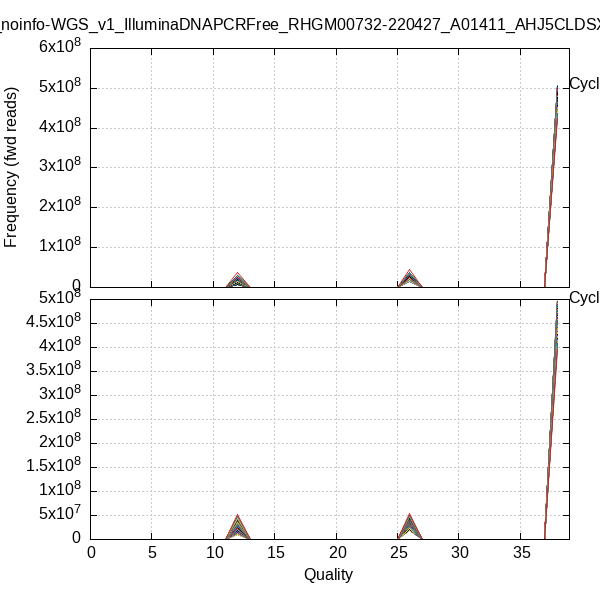 _noinfo-WGS_v1_IlluminaDNAPCRFree_RHGM00732-220427_A01411_AHJ5CLDSX
6x10^8
5x10^8
4x10^8
3x10^8
2x10^8
1x10^8
0
Frequency (fwd reads)
Cycl
5x10^8
4.5x10^8
4x10^8
3.5x10^8
3x10^8
2.5x10^8
2x10^8
1.5x10^8
1x10^8
5x10^7
0
Cycl
0 5 10 15 20 25 30 35
Quality